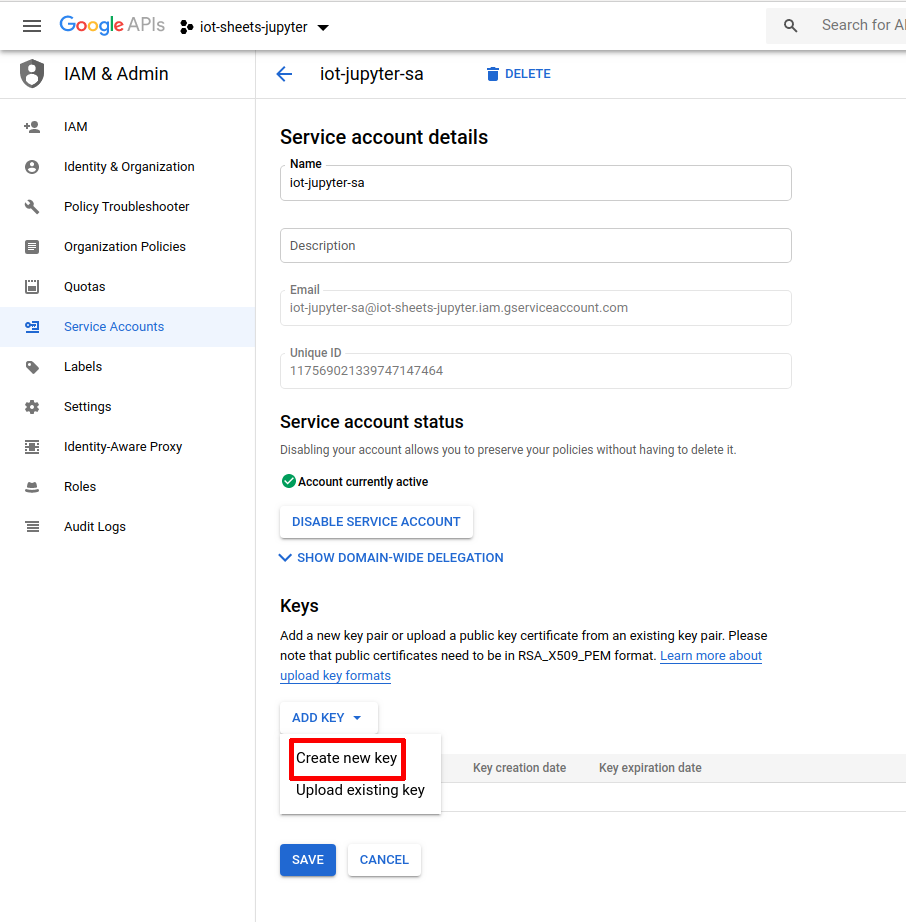 Google APIs
iot-sheets-jupyter
IAM & Admin
iot-jupyter-sa
DELETE
IAM
Identity & Organization
Policy Troubleshooter
Organization Policies
Quotas
Service Accounts
Labels
Settings
Identity-Aware Proxy
Roles
Audit Logs
Service account details
Name
iot-jupyter-sa
Description
Email
iot-jupyter-sa@iot-sheets-jupyter.iam.gserviceaccount.com
Unique ID
117569021339747147464
Service account status
Disabling your account allows you to preserve your policies without having to delete it.
Account currently active
DISABLE SERVICE ACCOUNT
SHOW DOMAIN-WIDE DELEGATION
Keys
Add a new key pair or upload a public key certificate from an existing key pair. Please
note that public certificates need to be in RSA_X509_PEM format. Learn more about
upload key formats
ADD KEY
Create new key
Upload existing key
Key creation date
Key expiration date
SAVE
CANCEL
Search for